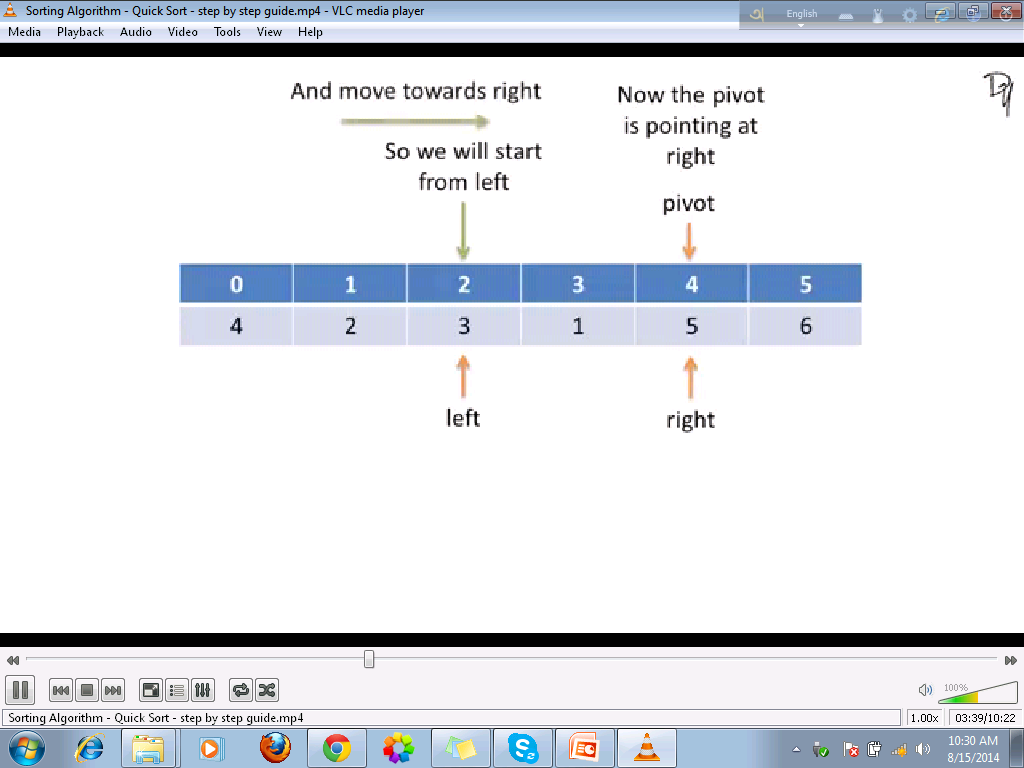 Sorting Algorithm - Quick Sort - step by step guide.mp4 - VLC media player
English
Media Playback Audio Video Tools View Help
And move towards right
So we will start
from left
Now the pivot
is pointing at
right
pivot
0 1 2 3 4 5
4 2 3 1 5 6
left
right
100%
Sorting Algorithm - Quick Sort - step by step guide.mp4
1.00x
03:39/10:22
10:30 AM
8/15/2014